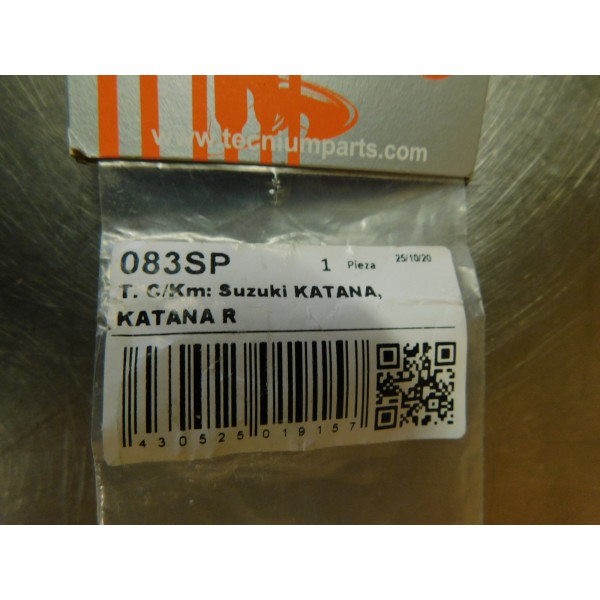 www.tecniumparts.com
083SP 1 Pieza 25/10/20
T. C/Km: Suzuki KATANA,
KATANA R
430525019157